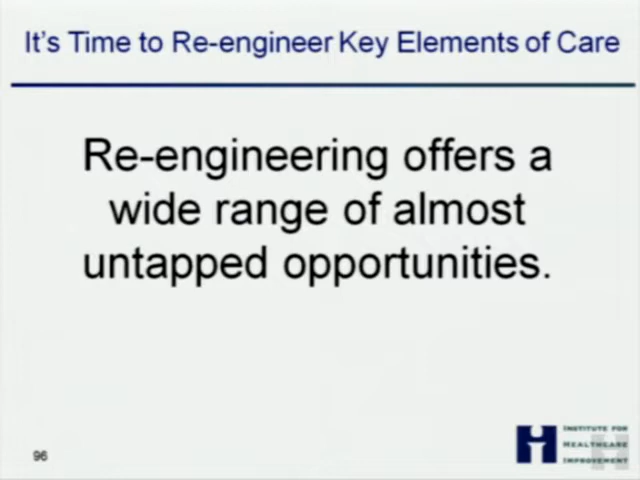 It's Time to Re-engineer Key Elements of Care
Re-engineering offers a
wide range of almost
untapped opportunities.
96
INSTITUTE FOR
HEALTHCARE
IMPROVEMENT